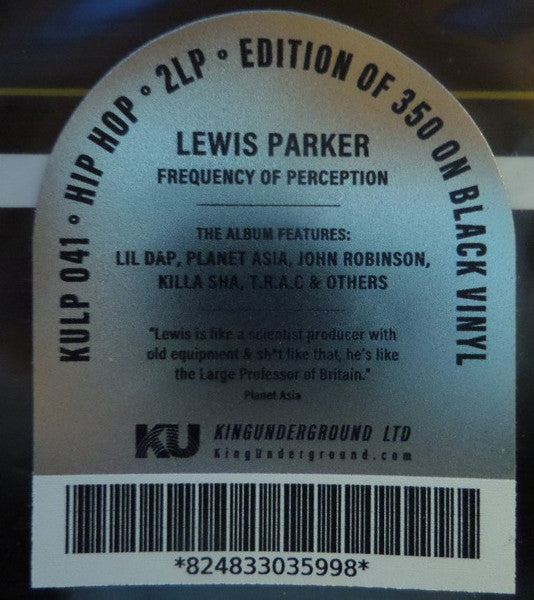 KULP 041 • HIP HOP • 2LP • EDITION OF 350 ON BLACK VINYL
LEWIS PARKER
FREQUENCY OF PERCEPTION
THE ALBUM FEATURES:
LIL DAP, PLANET ASIA, JOHN ROBINSON,
KILLA SHA, T.R.A.C & OTHERS
"Lewis is like a scientist producer with
old equipment & sh*t like that, he's like
the Large Professor of Britain."
Planet Asia
KU KINGUNDERGROUND LTD
KingUnderground.com
*824833035998*